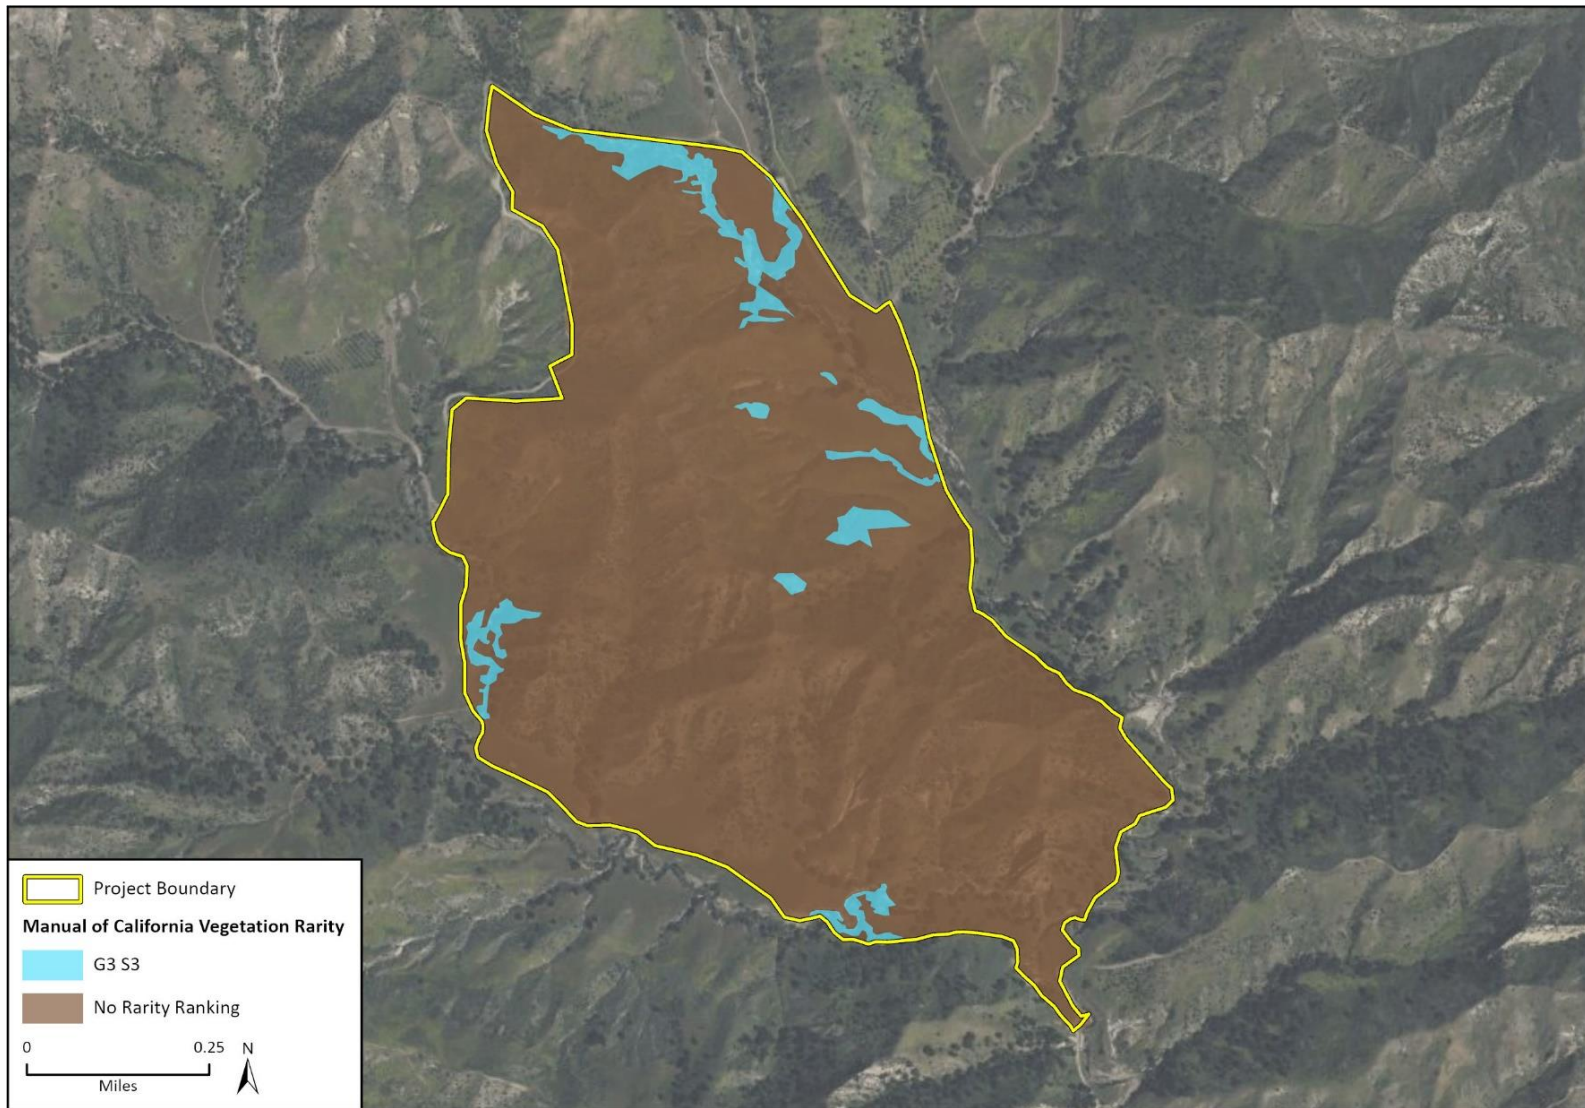 Project Boundary
Manual of California Vegetation Rarity
G3 S3
No Rarity Ranking
0 0.25 N
Miles